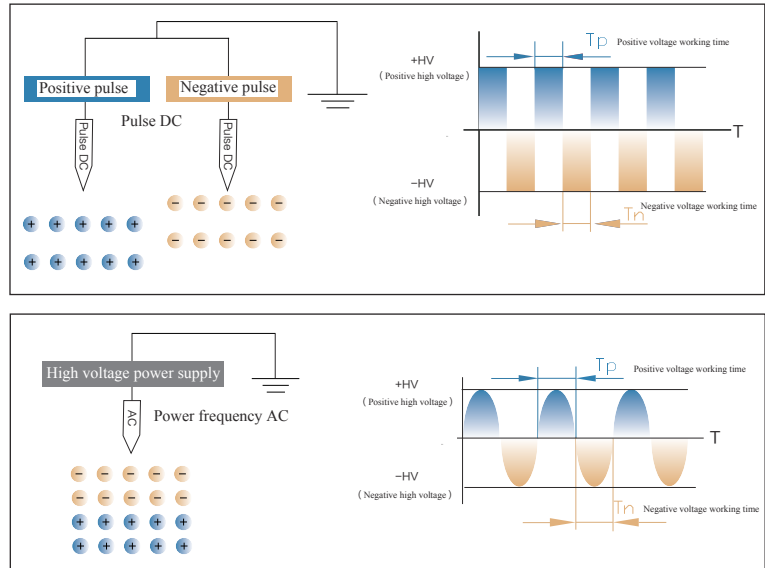 Positive pulse
Negative pulse
Pulse DC
Pulse DC
Pulse DC
+ + + + +
+ + + + +
− − − − −
− − − − −
Tp Positive voltage working time
+HV
( Positive high voltage )
T
−HV
( Negative high voltage )
Tn Negative voltage working time
High voltage power supply
AC
Power frequency AC
− − − − −
− − − − −
+ + + + +
+ + + + +
Tp Positive voltage working time
+HV
( Positive high voltage )
T
−HV
( Negative high voltage )
Tn Negative voltage working time